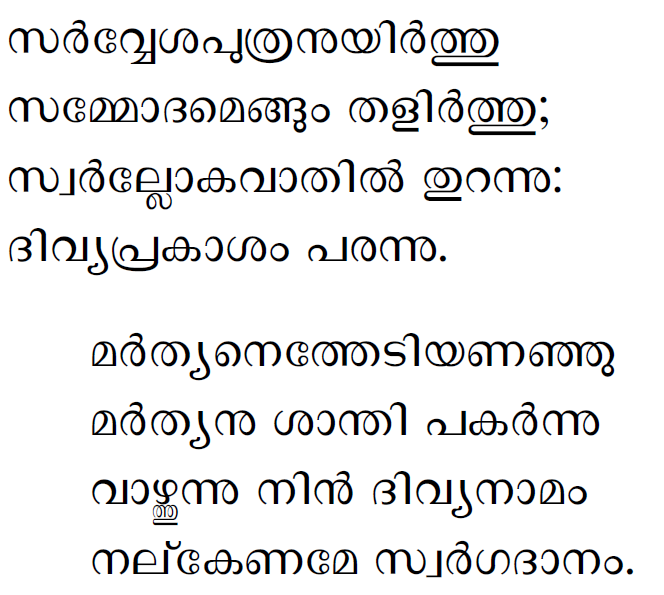 സർവ്വേശപുത്രനുയിർത്തു
സമ്മോദമെങ്ങും തളിർത്തു;
സ്വർല്ലോകവാതിൽ തുറന്നു:
ദിവ്യപ്രകാശം പരന്നു.
മർത്യനെത്തേടിയണഞ്ഞു
മർത്യനു ശാന്തി പകർന്നു
വാഴ്ത്തുന്നു നിൻ ദിവ്യനാമം
നല്കേണമേ സ്വർഗദാനം.